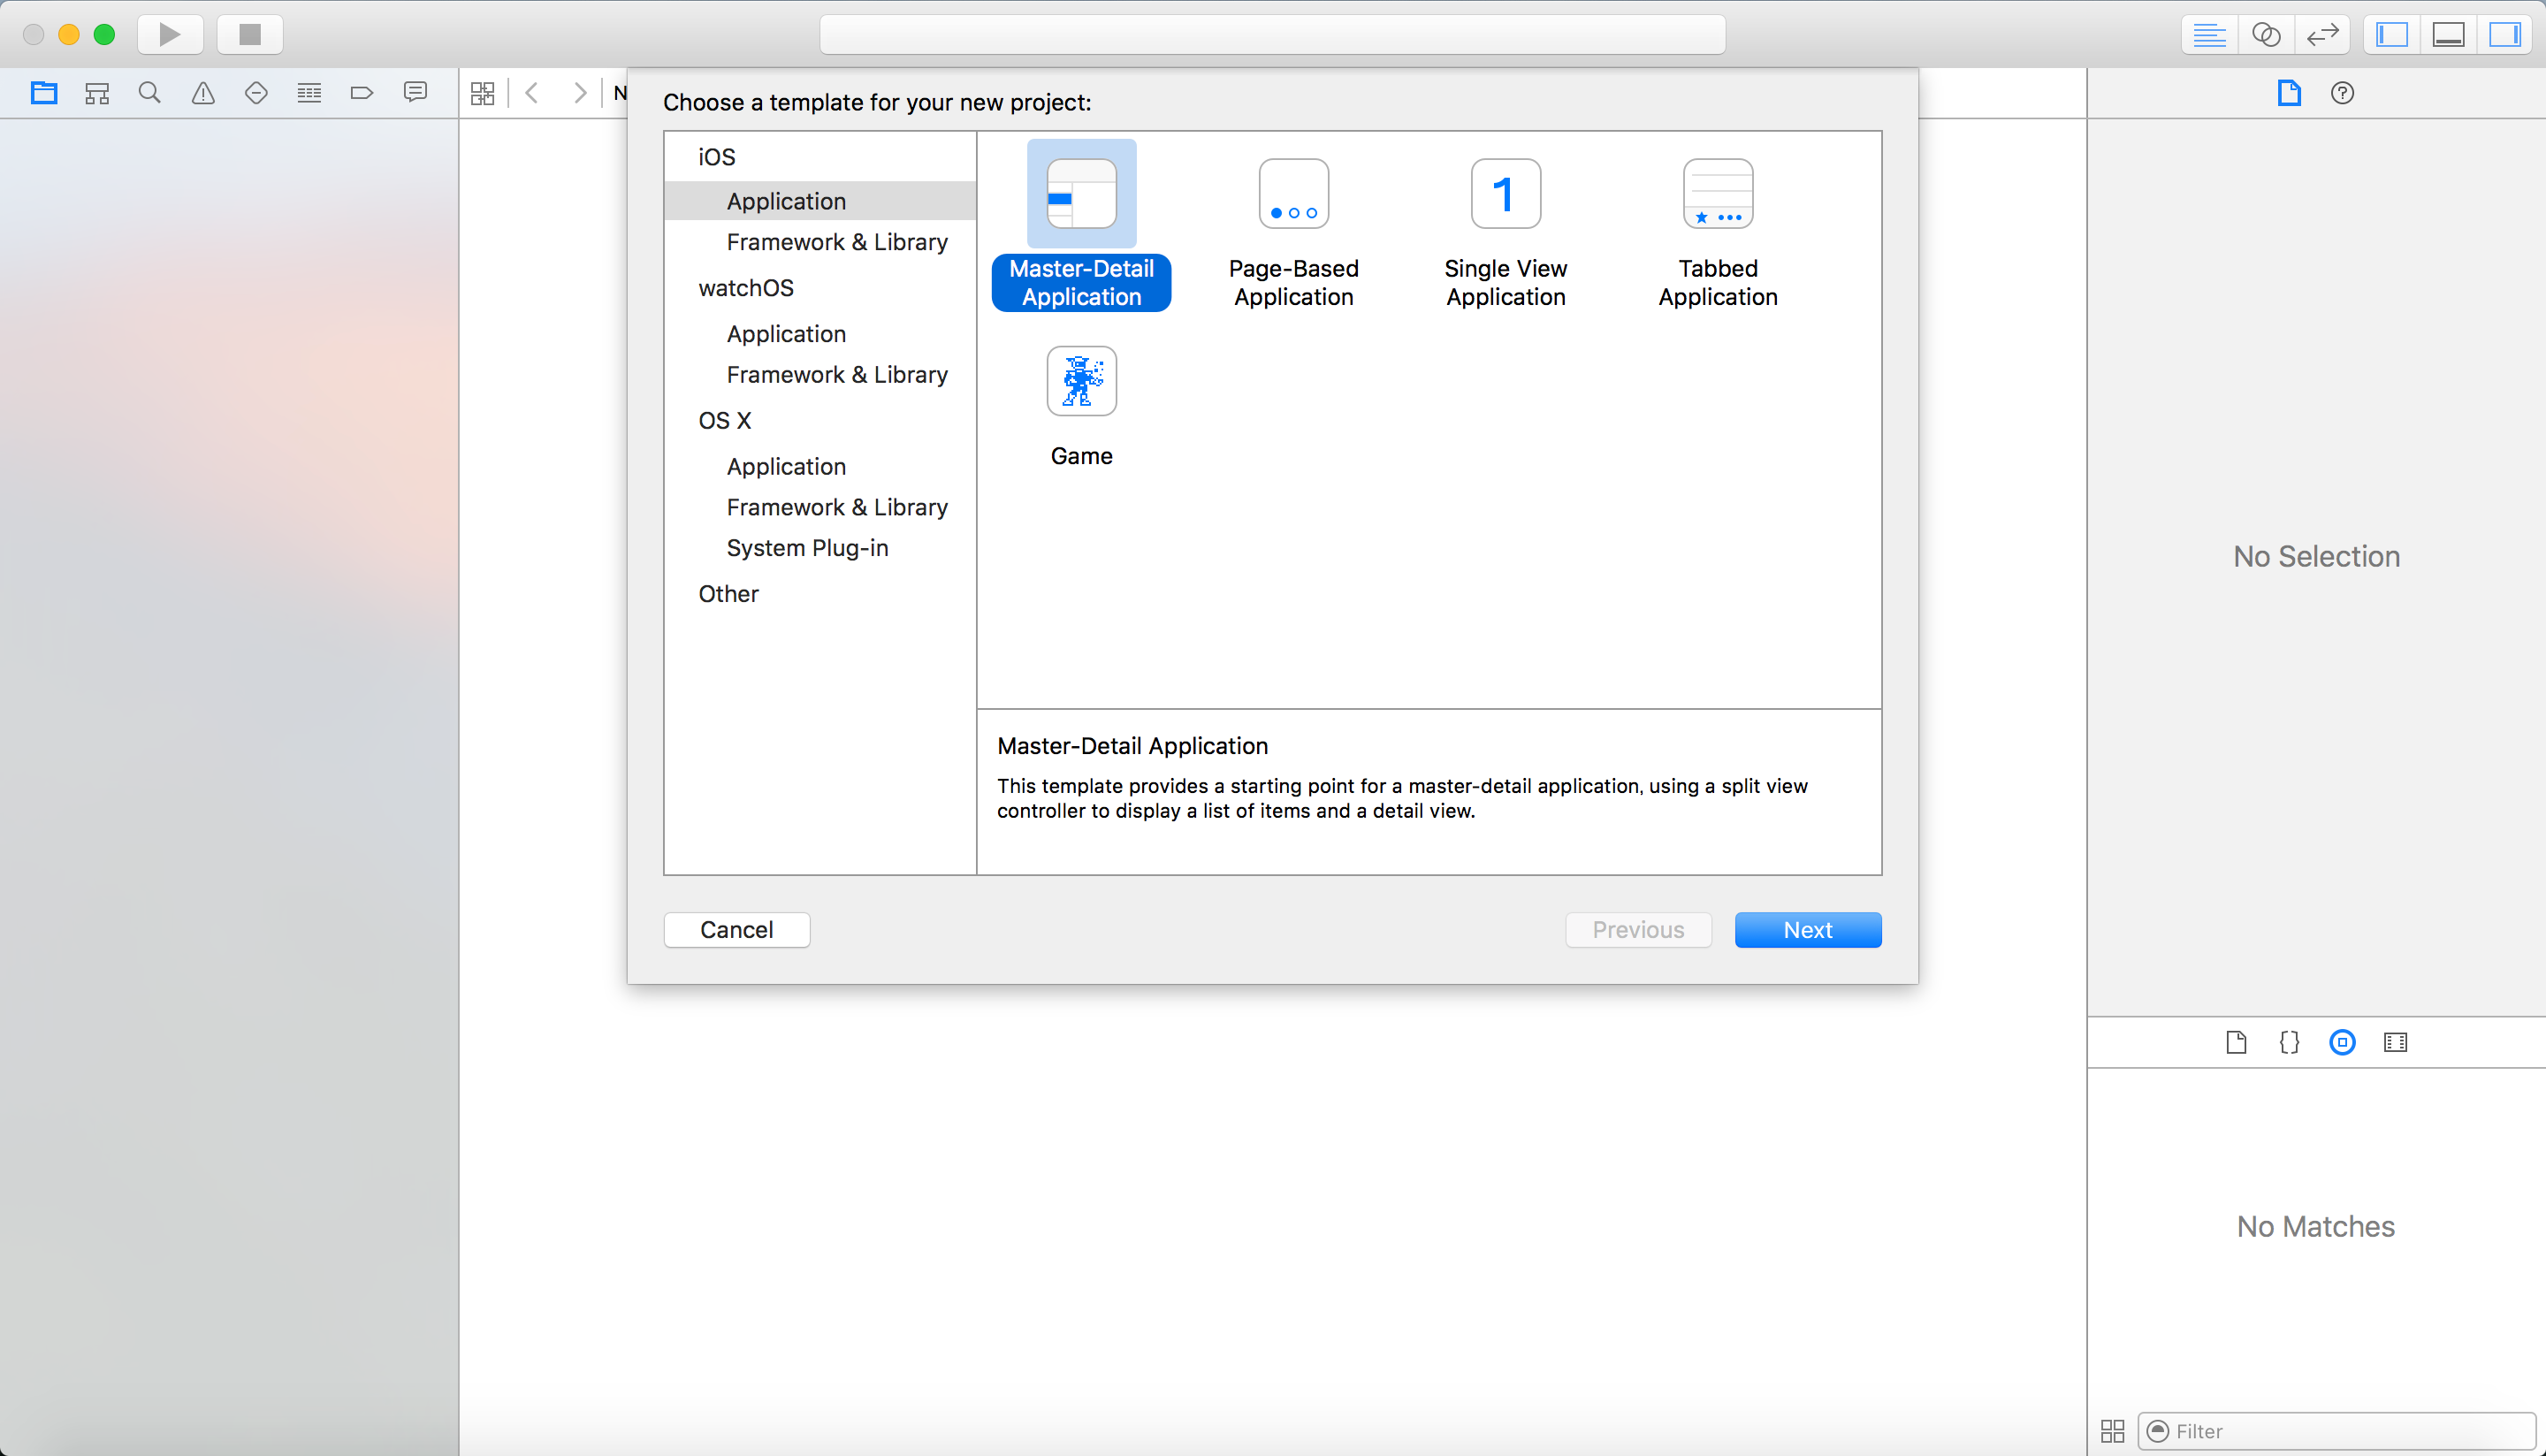 N
Choose a template for your new project:
iOS
Application
Framework & Library
watchOS
Application
Framework & Library
OS X
Application
Framework & Library
System Plug-in
Other
Master-Detail
Application
Page-Based
Application
1
Single View
Application
Tabbed
Application
Game
Master-Detail Application
This template provides a starting point for a master-detail application, using a split view
controller to display a list of items and a detail view.
Cancel
Previous
Next
No Selection
{}
No Matches
Filter